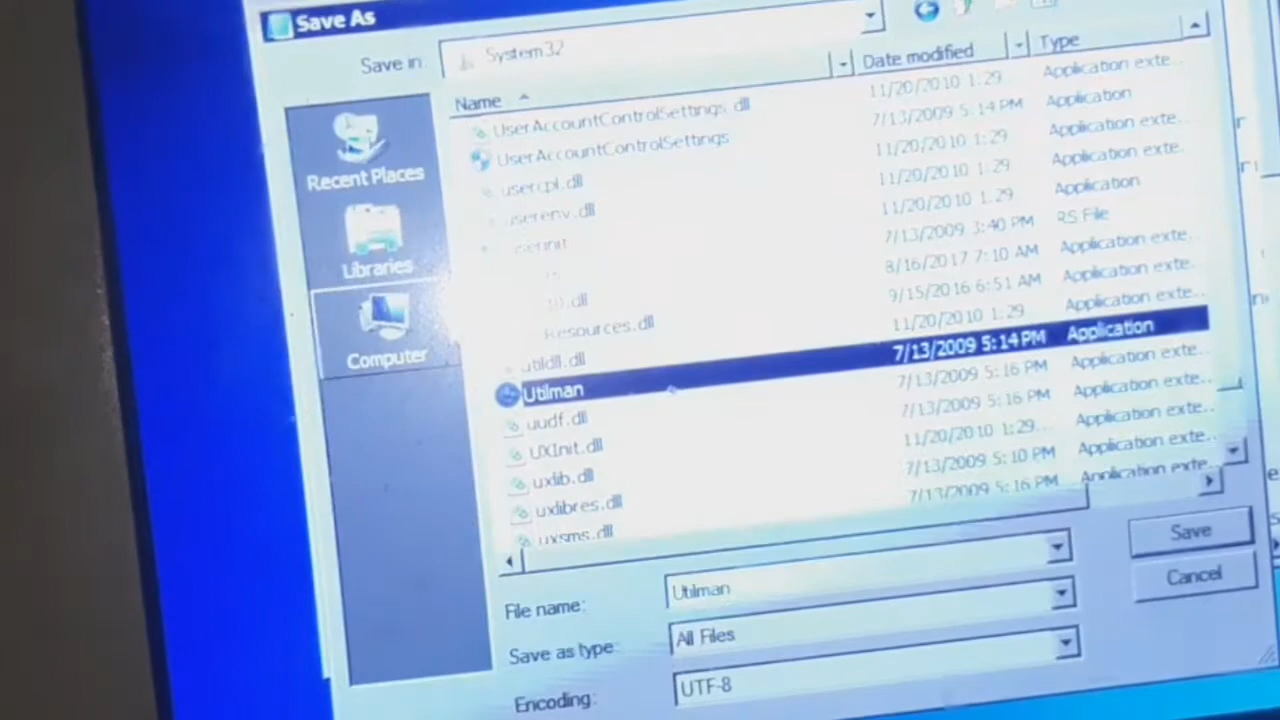 Save As
Save in: System32
Name Date modified Type
UserAccountControlSettings.dll 11/20/2010 1:29... Application exte...
UserAccountControlSettings 7/13/2009 5:14 PM Application
usercpl.dll 11/20/2010 1:29... Application exte...
userenv.dll 11/20/2010 1:29... Application exte...
userinit 11/20/2010 1:29... Application
7/13/2009 3:40 PM RS File
8/16/2017 7:10 AM Application exte...
Resources.dll 9/15/2016 6:51 AM Application exte...
utildll.dll 11/20/2010 1:29 Application exte...
Utilman 7/13/2009 5:14 PM Application
uudf.dll 7/13/2009 5:16 PM Application exte...
UXInit.dll 7/13/2009 5:16 PM Application exte...
uxlib.dll 11/20/2010 1:29... Application exte...
uxlibres.dll 7/13/2009 5:10 PM Application exte...
uxsms.dll 7/13/2009 5:16 PM Application exte...
Recent Places
Libraries
Computer
File name: Utilman
Save as type: All Files
Encoding: UTF-8
Save
Cancel